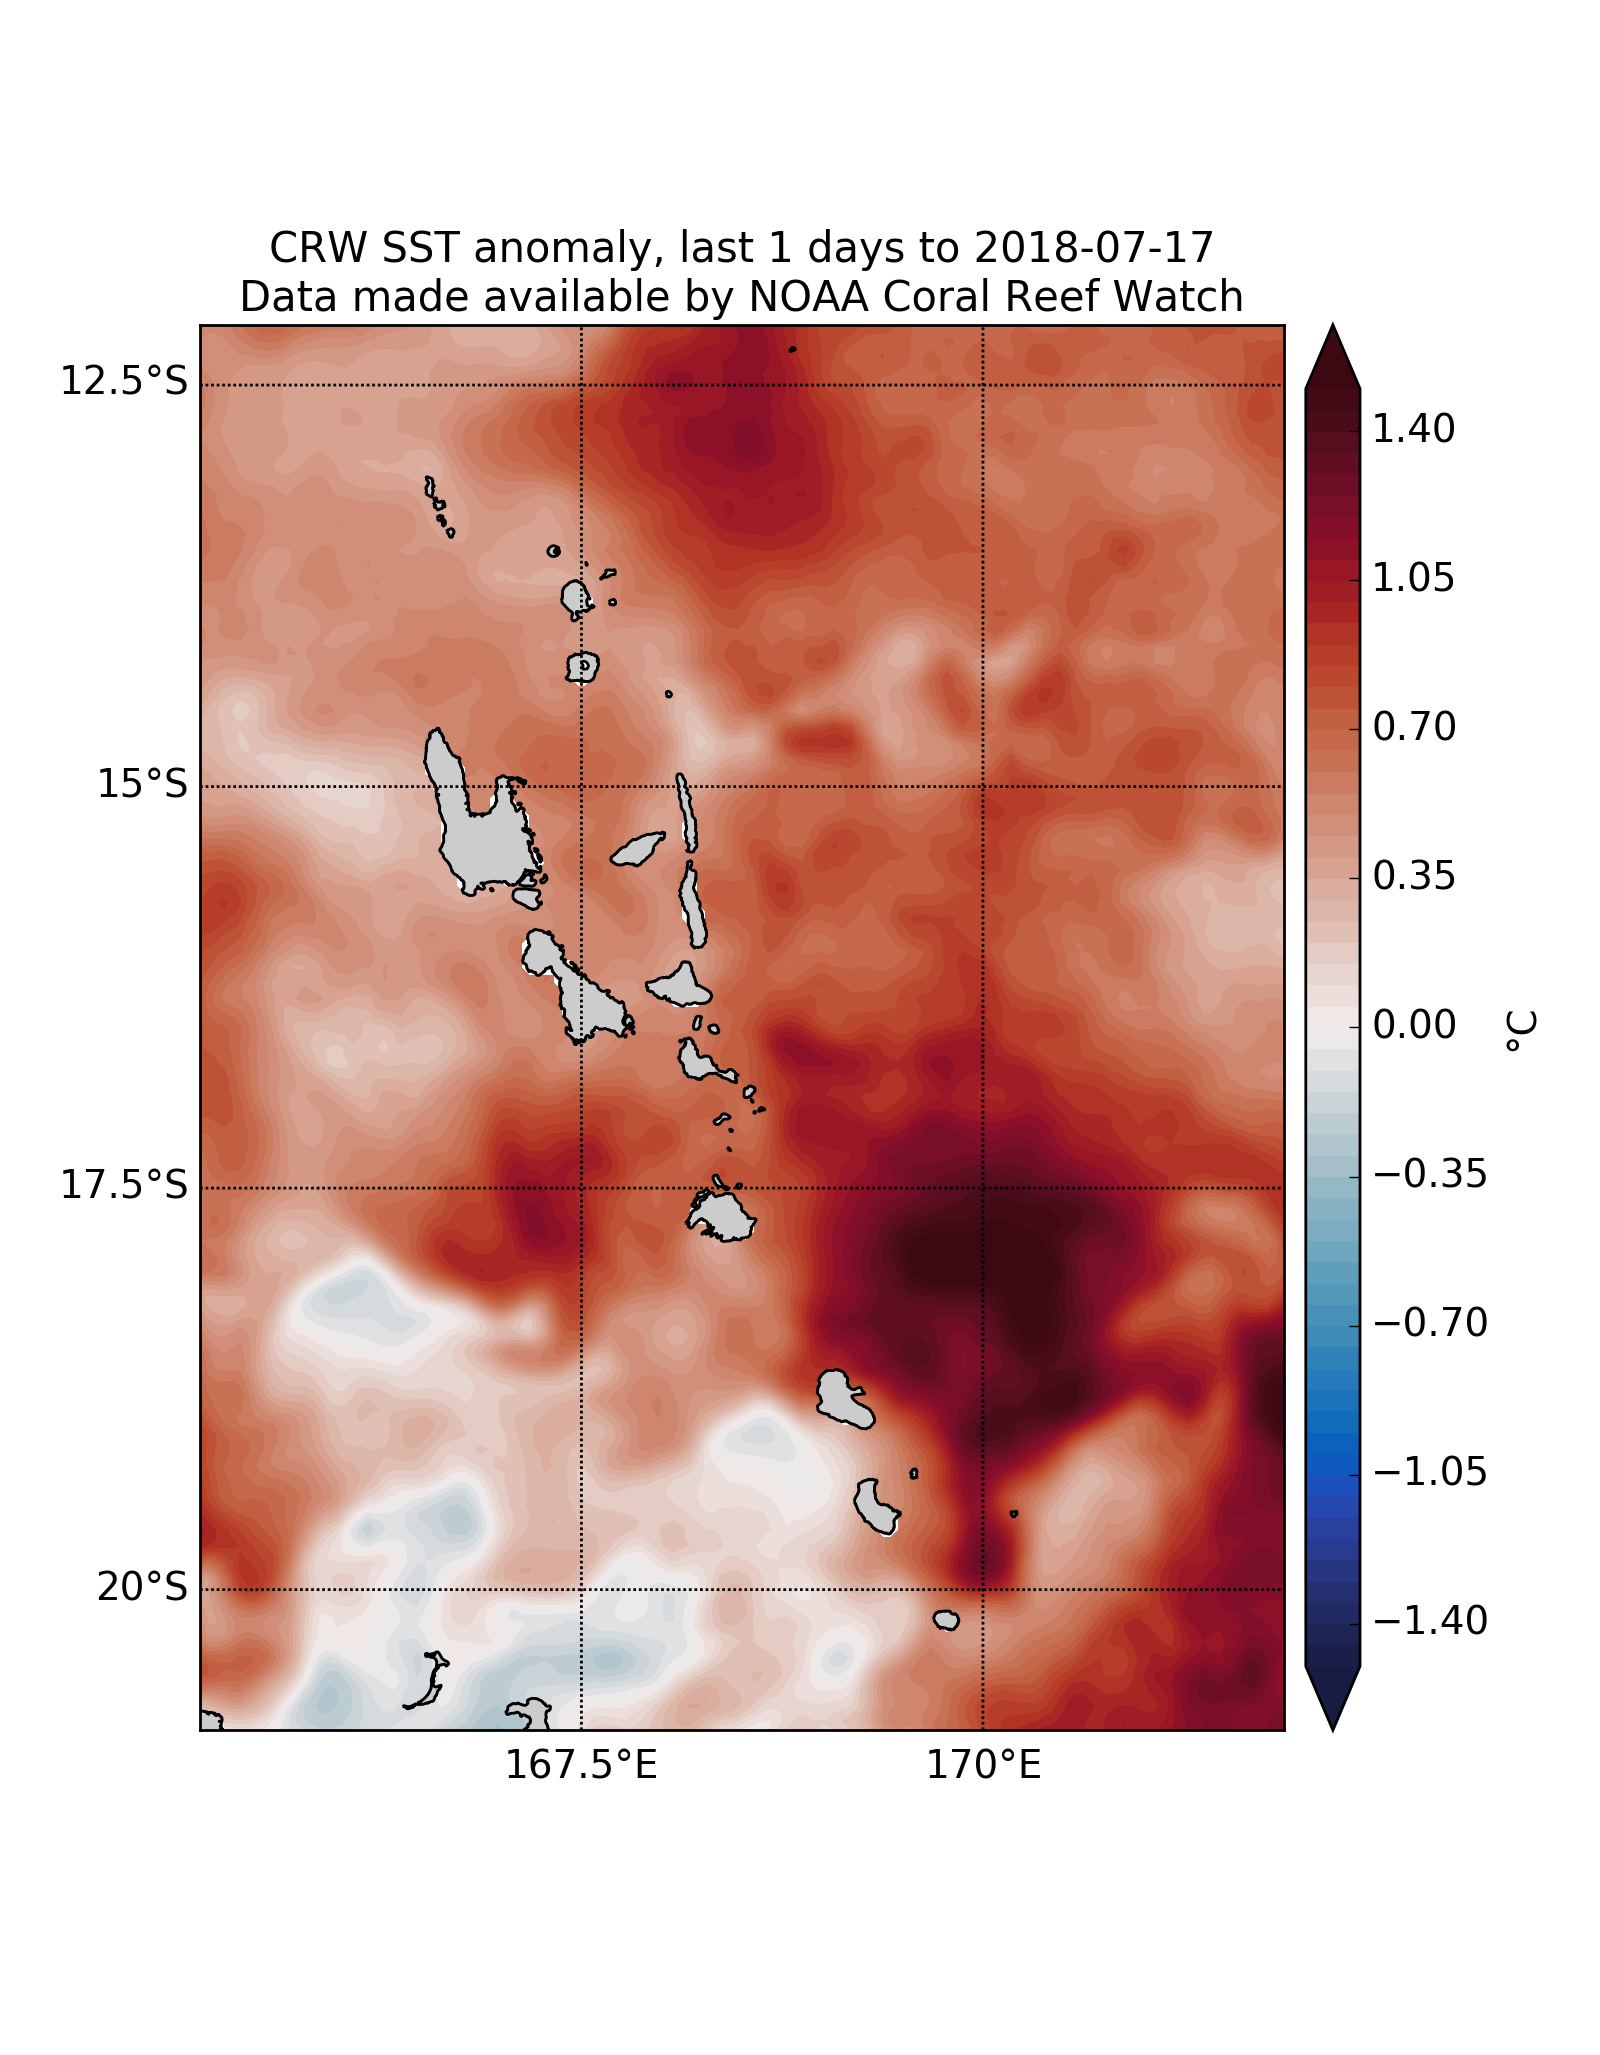 CRW SST anomaly, last 1 days to 2018-07-17
Data made available by NOAA Coral Reef Watch
12.5°S
15°S
17.5°S
20°S
167.5°E
170°E
1.40
1.05
0.70
0.35
0.00
−0.35
−0.70
−1.05
−1.40
°C